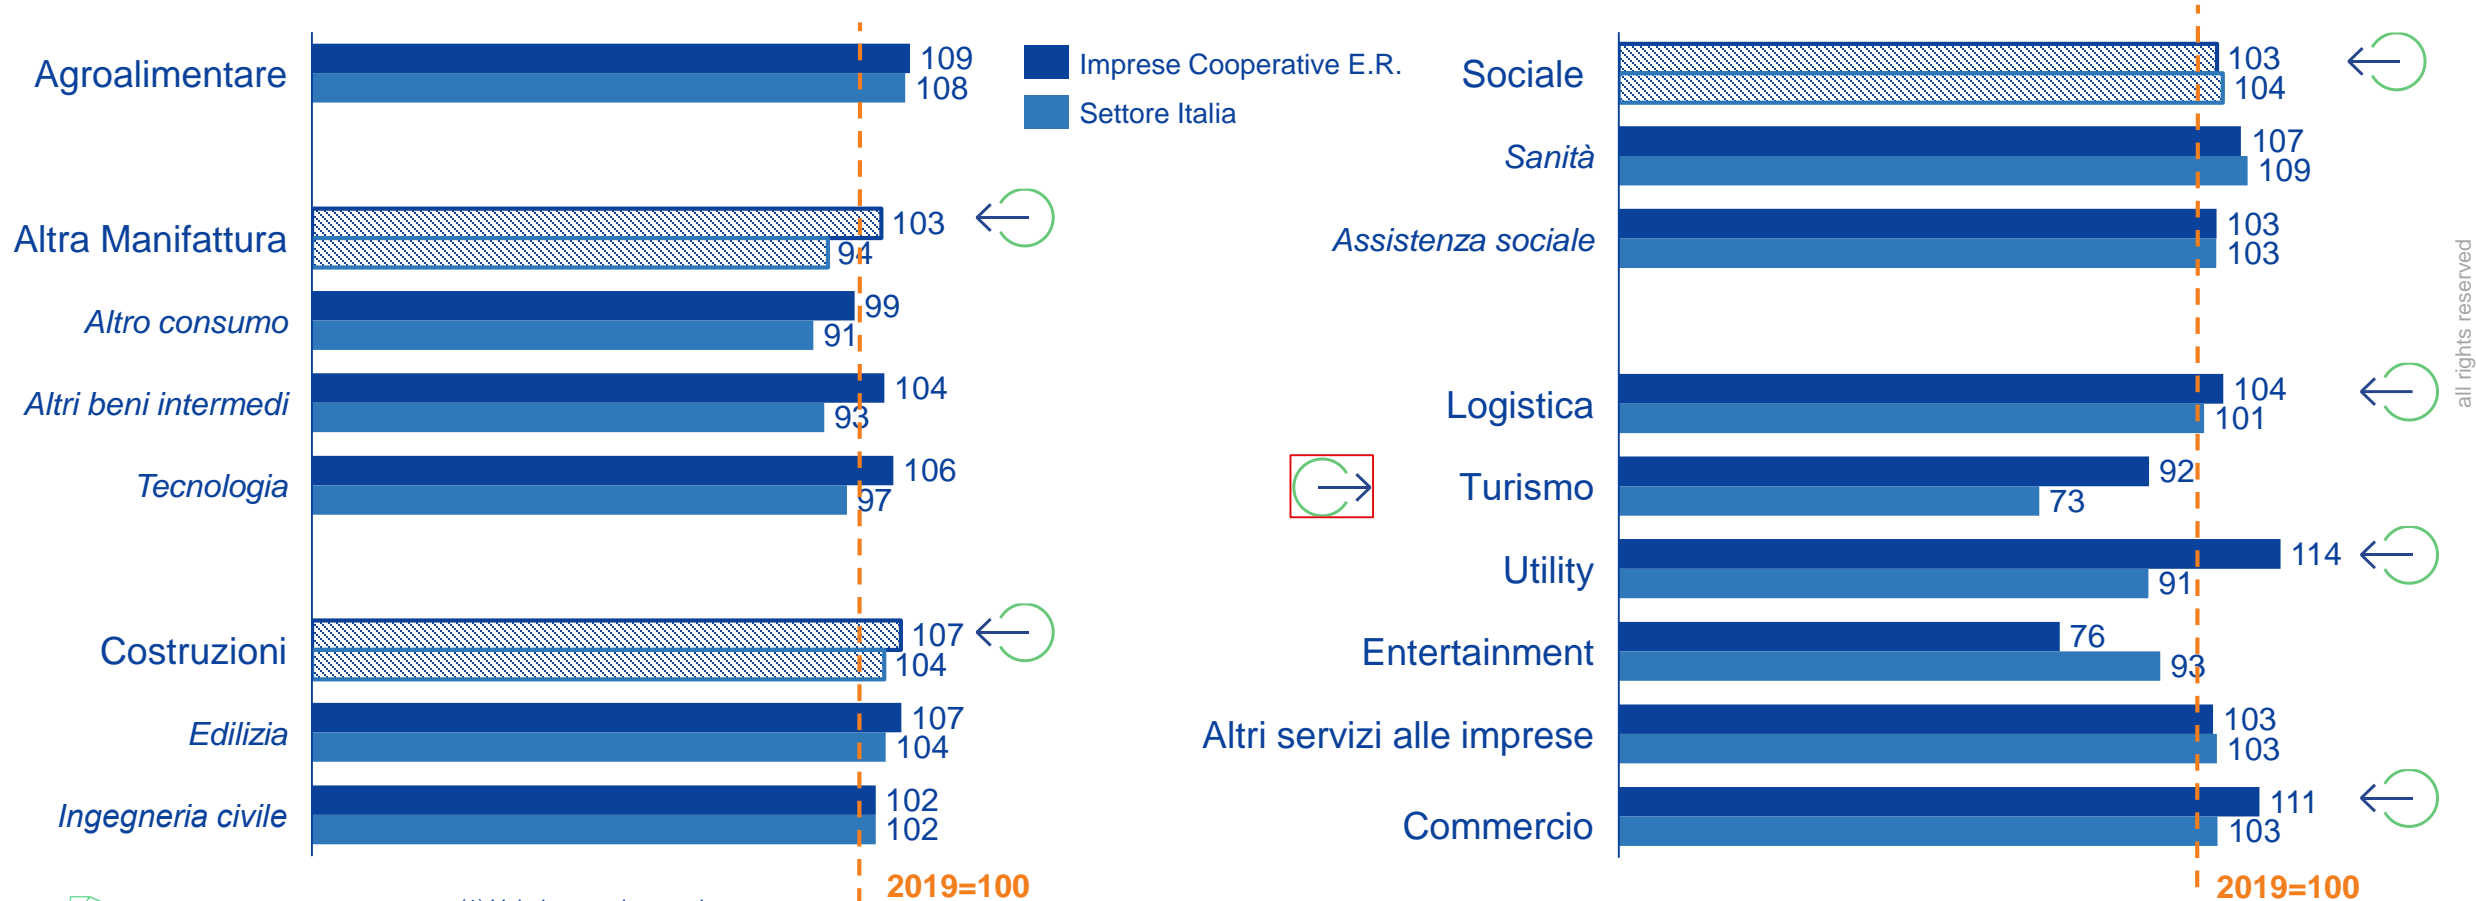 Agroalimentare
109
108
Imprese Cooperative E.R.
Settore Italia
Altra Manifattura
103
94
Altro consumo
99
91
Altri beni intermedi
104
93
Tecnologia
106
97
Costruzioni
107
104
Edilizia
107
104
Ingegneria civile
102
102
2019=100
Sociale
103
104
Sanità
107
109
Assistenza sociale
103
103
Logistica
104
101
Turismo
92
73
Utility
114
91
Entertainment
76
93
Altri servizi alle imprese
103
103
Commercio
111
103
2019=100
all rights reserved